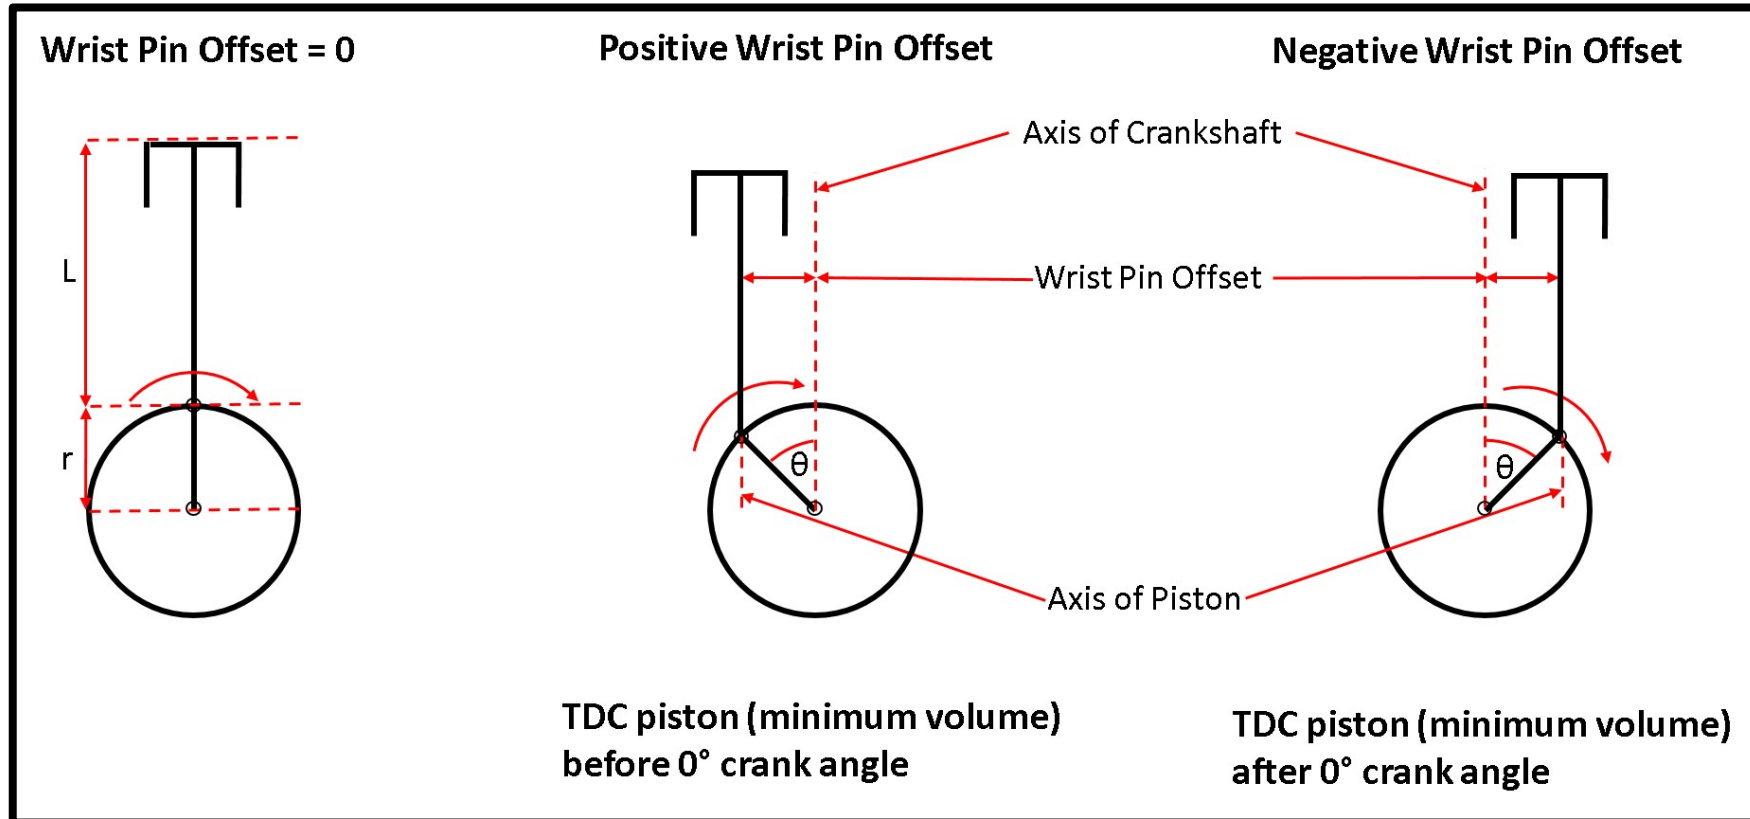 Wrist Pin Offset = 0
Positive Wrist Pin Offset
Negative Wrist Pin Offset
Axis of Crankshaft
L
Wrist Pin Offset
r
θ
θ
Axis of Piston
TDC piston (minimum volume)
before 0° crank angle
TDC piston (minimum volume)
after 0° crank angle